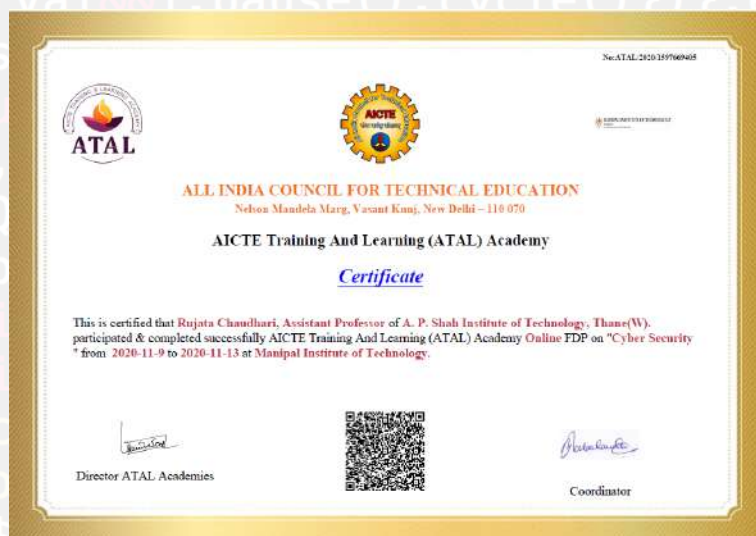 No:ATAL/2020/1597669405
ATAL
AICTE
ALL INDIA COUNCIL FOR TECHNICAL EDUCATION
Nelson Mandela Marg, Vasant Kunj, New Delhi – 110 070
AICTE Training And Learning (ATAL) Academy
Certificate
This is certified that Rujata Chaudhari, Assistant Professor of A. P. Shah Institute of Technology, Thane(W).
participated & completed successfully AICTE Training And Learning (ATAL) Academy Online FDP on "Cyber Security
" from 2020-11-9 to 2020-11-13 at Manipal Institute of Technology.
Director ATAL Academies
Coordinator